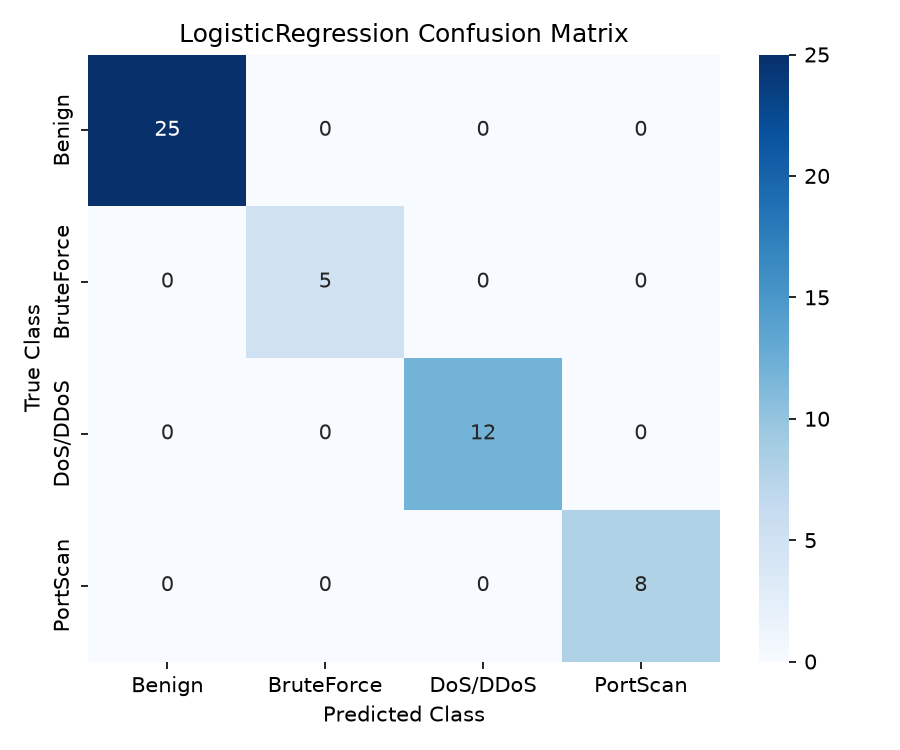 LogisticRegression Confusion Matrix
True Class
Benign
25 0 0 0
BruteForce
0 5 0 0
DoS/DDoS
0 0 12 0
PortScan
0 0 0 8
Benign BruteForce DoS/DDoS PortScan
Predicted Class
25
20
15
10
5
0